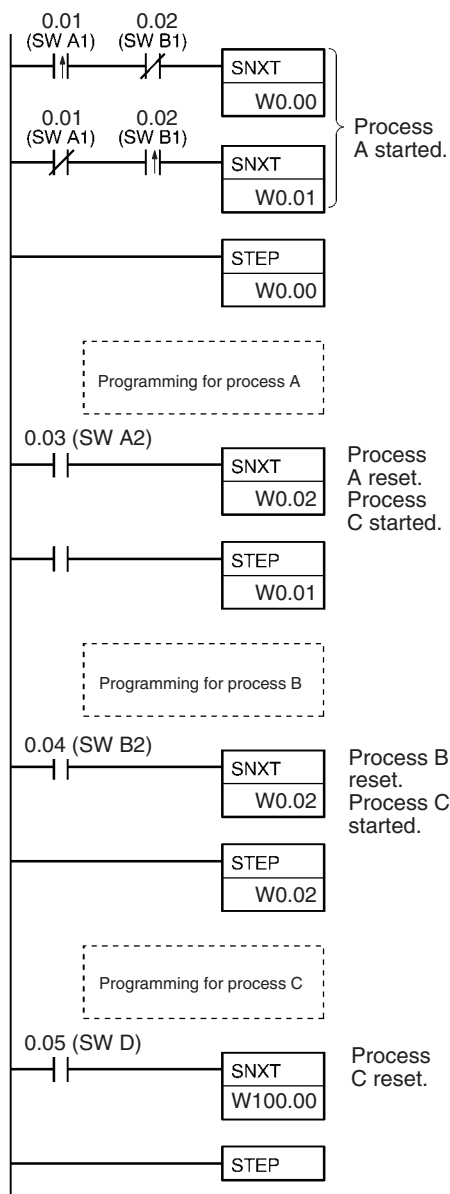 0.01 0.02
(SW A1) (SW B1)
SNXT
W0.00
0.01 0.02
(SW A1) (SW B1)
SNXT
W0.01
Process
A started.
STEP
W0.00
Programming for process A
0.03 (SW A2)
SNXT
W0.02
Process
A reset.
Process
C started.
STEP
W0.01
Programming for process B
0.04 (SW B2)
SNXT
W0.02
Process B
reset.
Process C
started.
STEP
W0.02
Programming for process C
0.05 (SW D)
SNXT
W100.00
Process
C reset.
STEP